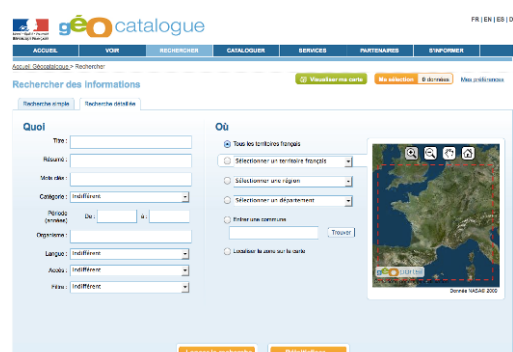 géocatalogue
FR | EN | ES | D
ACCUEIL VOIR RECHERCHER CATALOGUER SERVICES PARTENAIRES S'INFORMER
Accueil Géocatalogue > Rechercher
Rechercher des informations
Visualiser ma carte
Ma sélection 0 données
Mes préférences
Recherche simple
Recherche détaillée
Quoi
Titre :
Résumé :
Mots clés :
Catégorie : Indifférent
Période (années) De : à :
Organisme :
Langue : Indifférent
Accès : Indifférent
Filtre : Indifférent
Où
Tous les territoires français
Sélectionner un territoire français
Sélectionner une région
Sélectionner un département
Entrer une commune
Trouver
Localiser la zone sur la carte
Donnée NASA© 2000